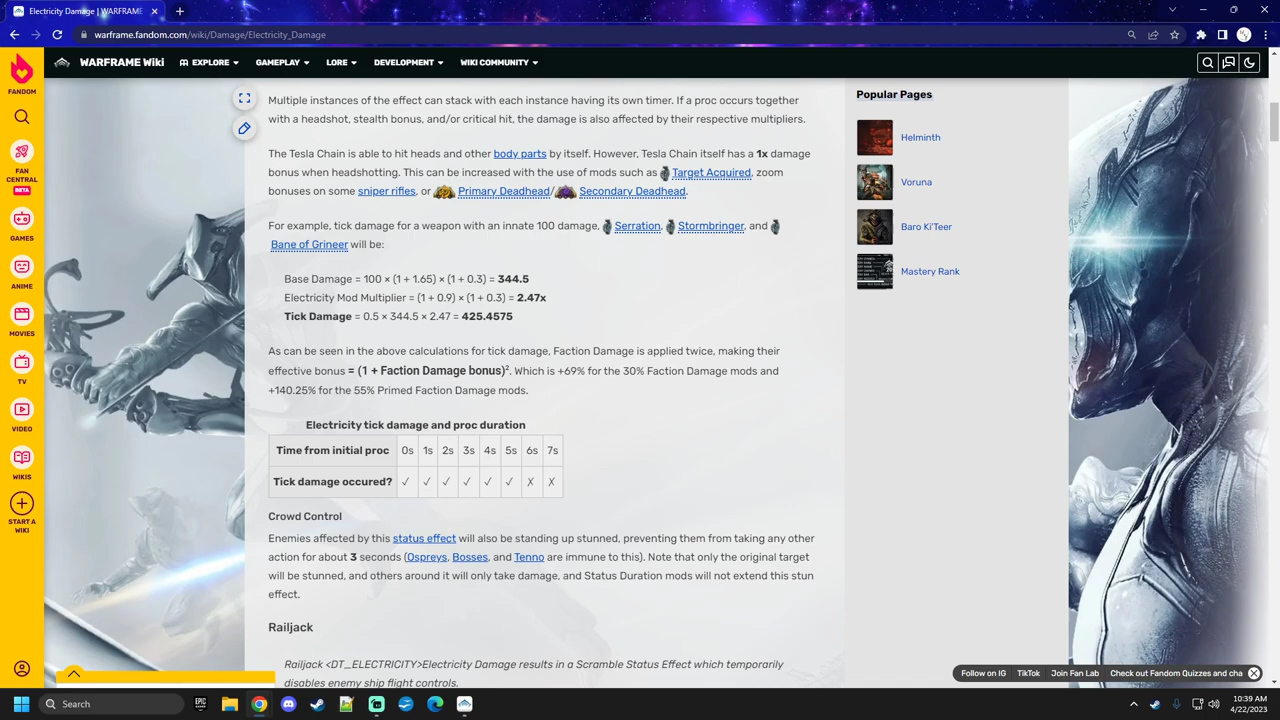 Electricity Damage | WARFRAME
warframe.fandom.com/wiki/Damage/Electricity_Damage
FANDOM
FAN CENTRAL
BETA
GAMES
ANIME
MOVIES
TV
VIDEO
WIKIS
START A WIKI
WARFRAME Wiki
EXPLORE
GAMEPLAY
LORE
DEVELOPMENT
WIKI COMMUNITY
Multiple instances of the effect can stack with each instance having its own timer. If a proc occurs together
with a headshot, stealth bonus, and/or critical hit, the damage is also affected by their respective multipliers.
The Tesla Chain is able to hit heads and other body parts by itself. However, Tesla Chain itself has a 1x damage
bonus when headshotting. This can be increased with the use of mods such as Target Acquired, zoom
bonuses on some sniper rifles, or Primary Deadhead/ Secondary Deadhead.
For example, tick damage for a weapon with an innate 100 damage, Serration, Stormbringer, and
Bane of Grineer will be:
Base Damage = 100 × (1 + 1.65) × (1 + 0.3) = 344.5
Electricity Mod Multiplier = (1 + 0.9) × (1 + 0.3) = 2.47x
Tick Damage = 0.5 × 344.5 × 2.47 = 425.4575
As can be seen in the above calculations for tick damage, Faction Damage is applied twice, making their
effective bonus = (1 + Faction Damage bonus)². Which is +69% for the 30% Faction Damage mods and
+140.25% for the 55% Primed Faction Damage mods.
Electricity tick damage and proc duration
Time from initial proc 0s 1s 2s 3s 4s 5s 6s 7s
Tick damage occured? ✓ ✓ ✓ ✓ ✓ ✓ ✗ ✗
Crowd Control
Enemies affected by this status effect will also be standing up stunned, preventing them from taking any other
action for about 3 seconds (Ospreys, Bosses, and Tenno are immune to this). Note that only the original target
will be stunned, and others around it will only take damage, and Status Duration mods will not extend this stun
effect.
Railjack
Railjack <DT_ELECTRICITY>Electricity Damage results in a Scramble Status Effect which temporarily
enemy ship flight controls.
Popular Pages
Helminth
Voruna
Baro Ki'Teer
Mastery Rank
Follow on IG
TikTok
Join Fan Lab
Check out Fandom Quizzes and cha
Search
10:39 AM
4/22/2023